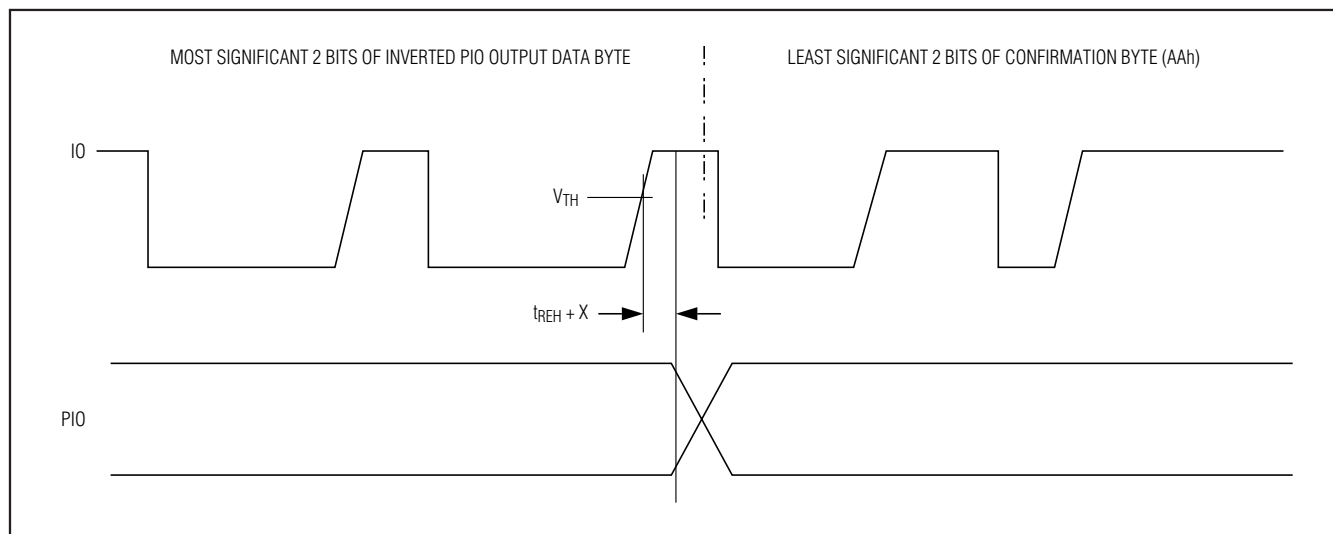 MOST SIGNIFICANT 2 BITS OF INVERTED PIO OUTPUT DATA BYTE
LEAST SIGNIFICANT 2 BITS OF CONFIRMATION BYTE (AAh)
IO
VTH
tREH + X
PIO